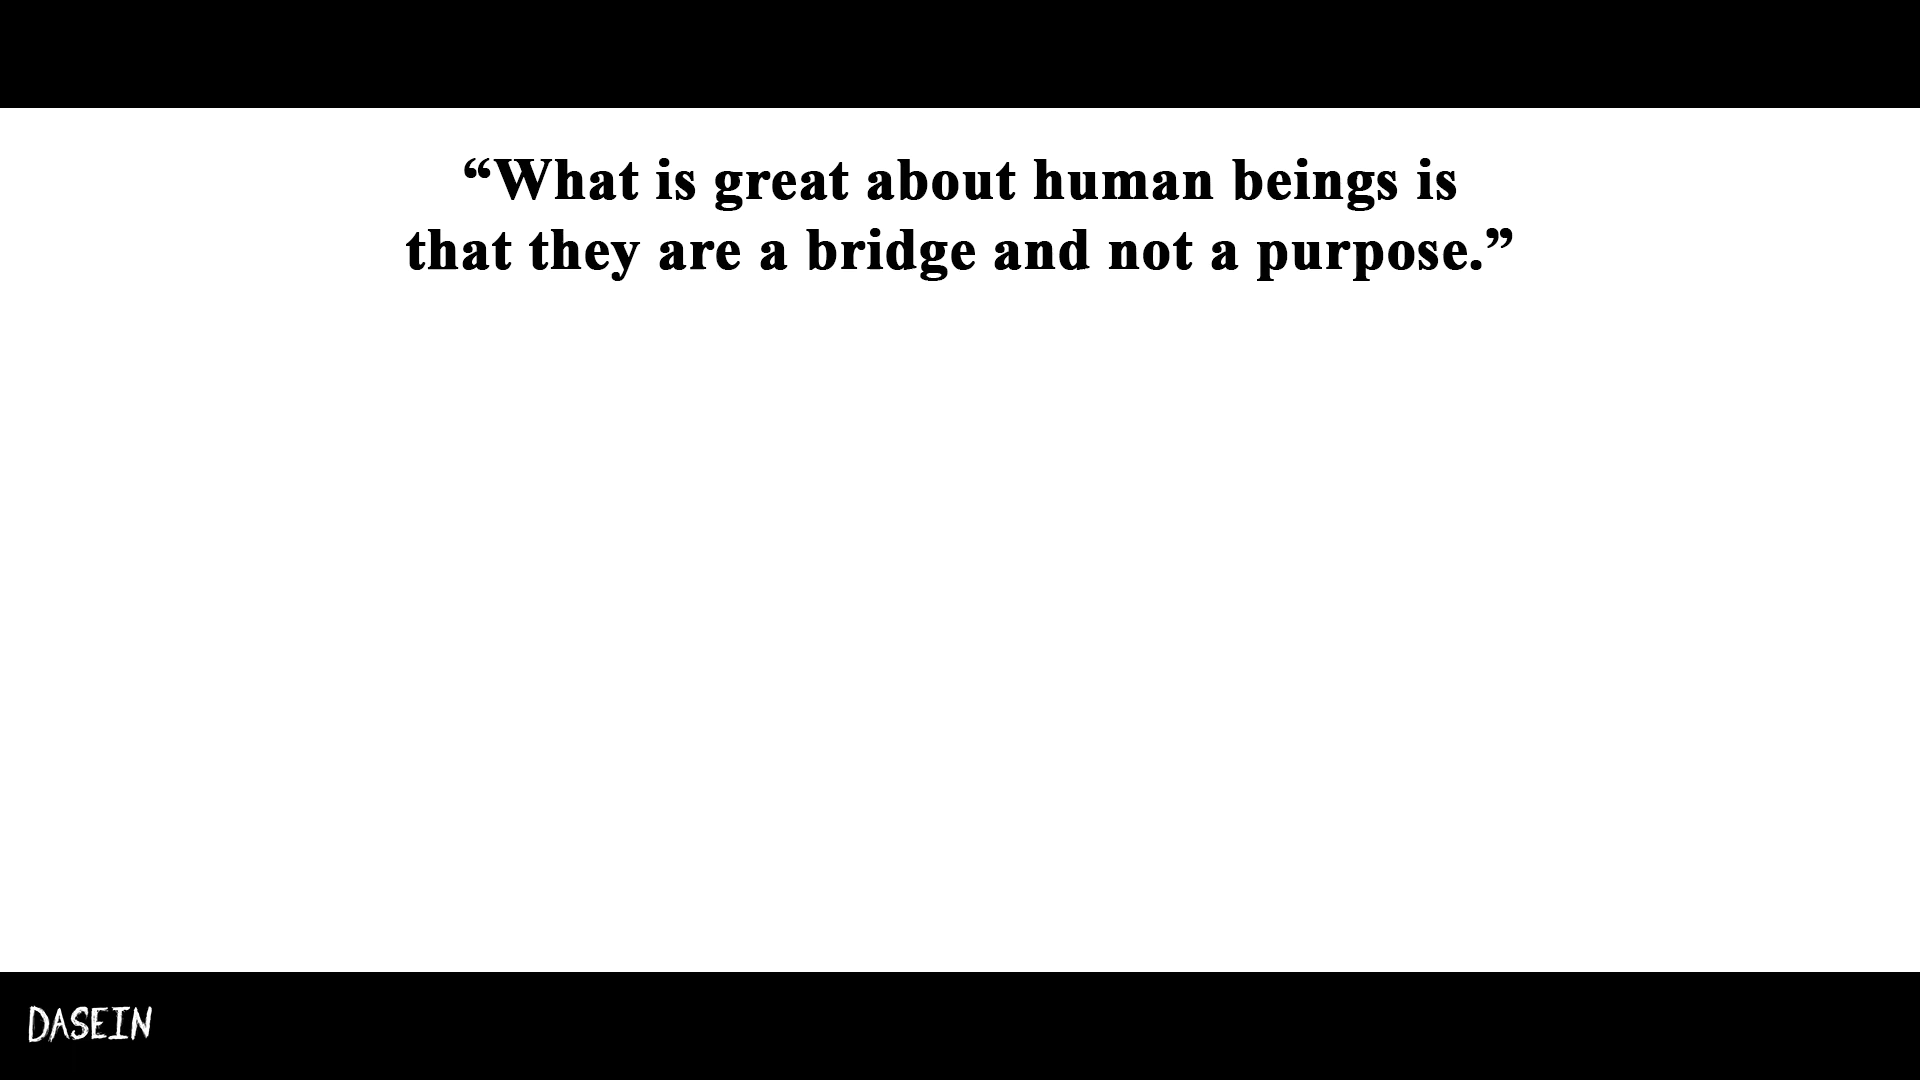 “What is great about human beings is
that they are a bridge and not a purpose.”
DASEIN